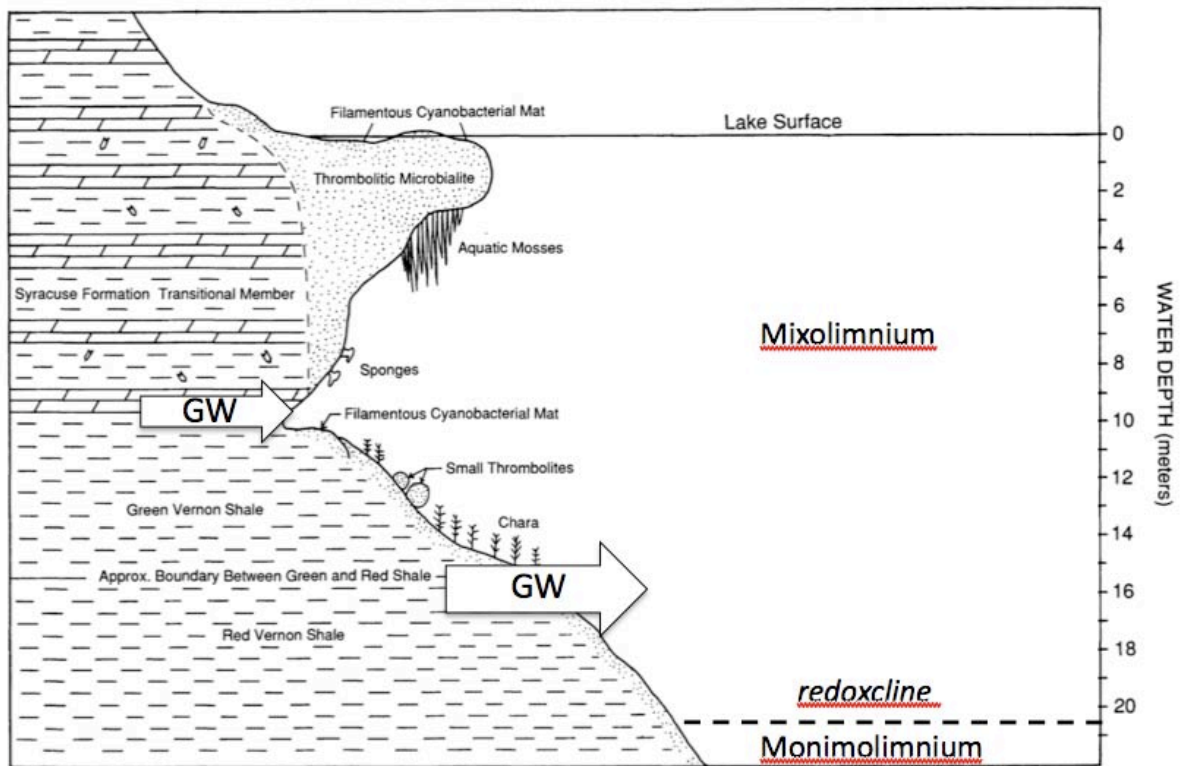 Filamentous Cyanobacterial Mat
Lake Surface
0
Thrombolitic Microbialite
2
Aquatic Mosses
4
Syracuse Formation Transitional Member
6
Mixolimnium
8
Sponges
GW
Filamentous Cyanobacterial Mat
10
Small Thrombolites
12
Green Vernon Shale
Chara
14
Approx. Boundary Between Green and Red Shale
GW
16
Red Vernon Shale
18
redoxcline
20
Monimolimnium
WATER DEPTH (meters)